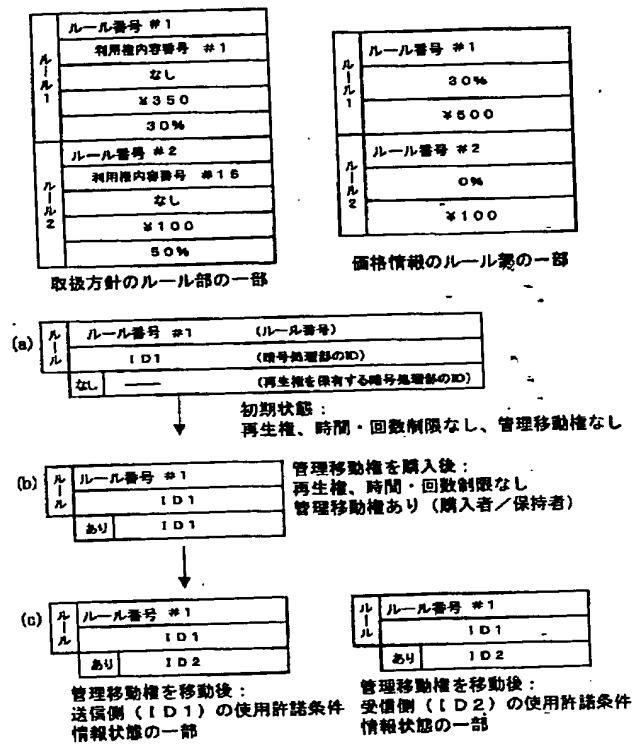 ルール1
ルール番号 #1
利用権内容番号 #1
なし
¥350
30%
ルール2
ルール番号 #2
利用権内容番号 #16
なし
¥100
50%
取扱方針のルール部の一部
ルール1
ルール番号 #1
30%
¥500
ルール2
ルール番号 #2
0%
¥100
価格情報のルール部の一部
(a)
ルール
ルール番号 #1 (ルール番号)
ID1 (暗号処理部のID)
なし —— (再生権を保有する暗号処理部のID)
初期状態:
再生権、時間・回数制限なし、管理移動権なし
(b)
ルール
ルール番号 #1
ID1
あり ID1
管理移動権を購入後:
再生権、時間・回数制限なし
管理移動権あり(購入者/保持者)
(c)
ルール
ルール番号 #1
ID1
あり ID2
管理移動権を移動後:
送信側(ID1)の使用許諾条件
情報状態の一部
ルール
ルール番号 #1
ID1
あり ID2
管理移動権を移動後:
受信側(ID2)の使用許諾条件
情報状態の一部